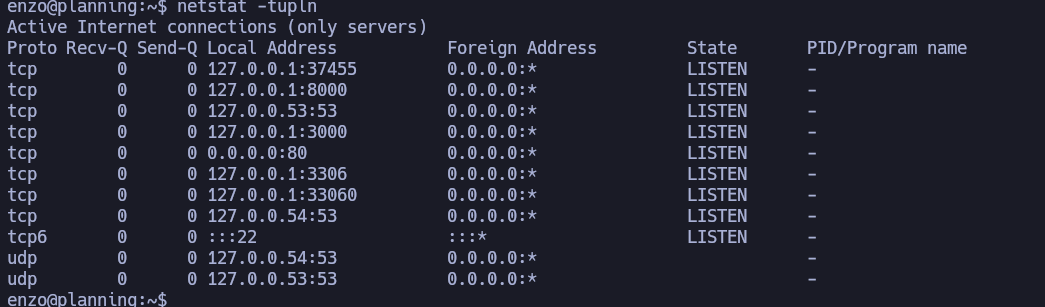 enzo@planning:~$ netstat -tupln
Active Internet connections (only servers)
Proto Recv-Q Send-Q Local Address           Foreign Address         State       PID/Program name
tcp        0      0 127.0.0.1:37455         0.0.0.0:*               LISTEN      -
tcp        0      0 127.0.0.1:8000          0.0.0.0:*               LISTEN      -
tcp        0      0 127.0.0.53:53           0.0.0.0:*               LISTEN      -
tcp        0      0 127.0.0.1:3000          0.0.0.0:*               LISTEN      -
tcp        0      0 0.0.0.0:80              0.0.0.0:*               LISTEN      -
tcp        0      0 127.0.0.1:3306          0.0.0.0:*               LISTEN      -
tcp        0      0 127.0.0.1:33060         0.0.0.0:*               LISTEN      -
tcp        0      0 127.0.0.54:53           0.0.0.0:*               LISTEN      -
tcp6       0      0 :::22                   :::*                    LISTEN      -
udp        0      0 127.0.0.54:53           0.0.0.0:*                           -
udp        0      0 127.0.0.53:53           0.0.0.0:*                           -
enzo@planning:~$